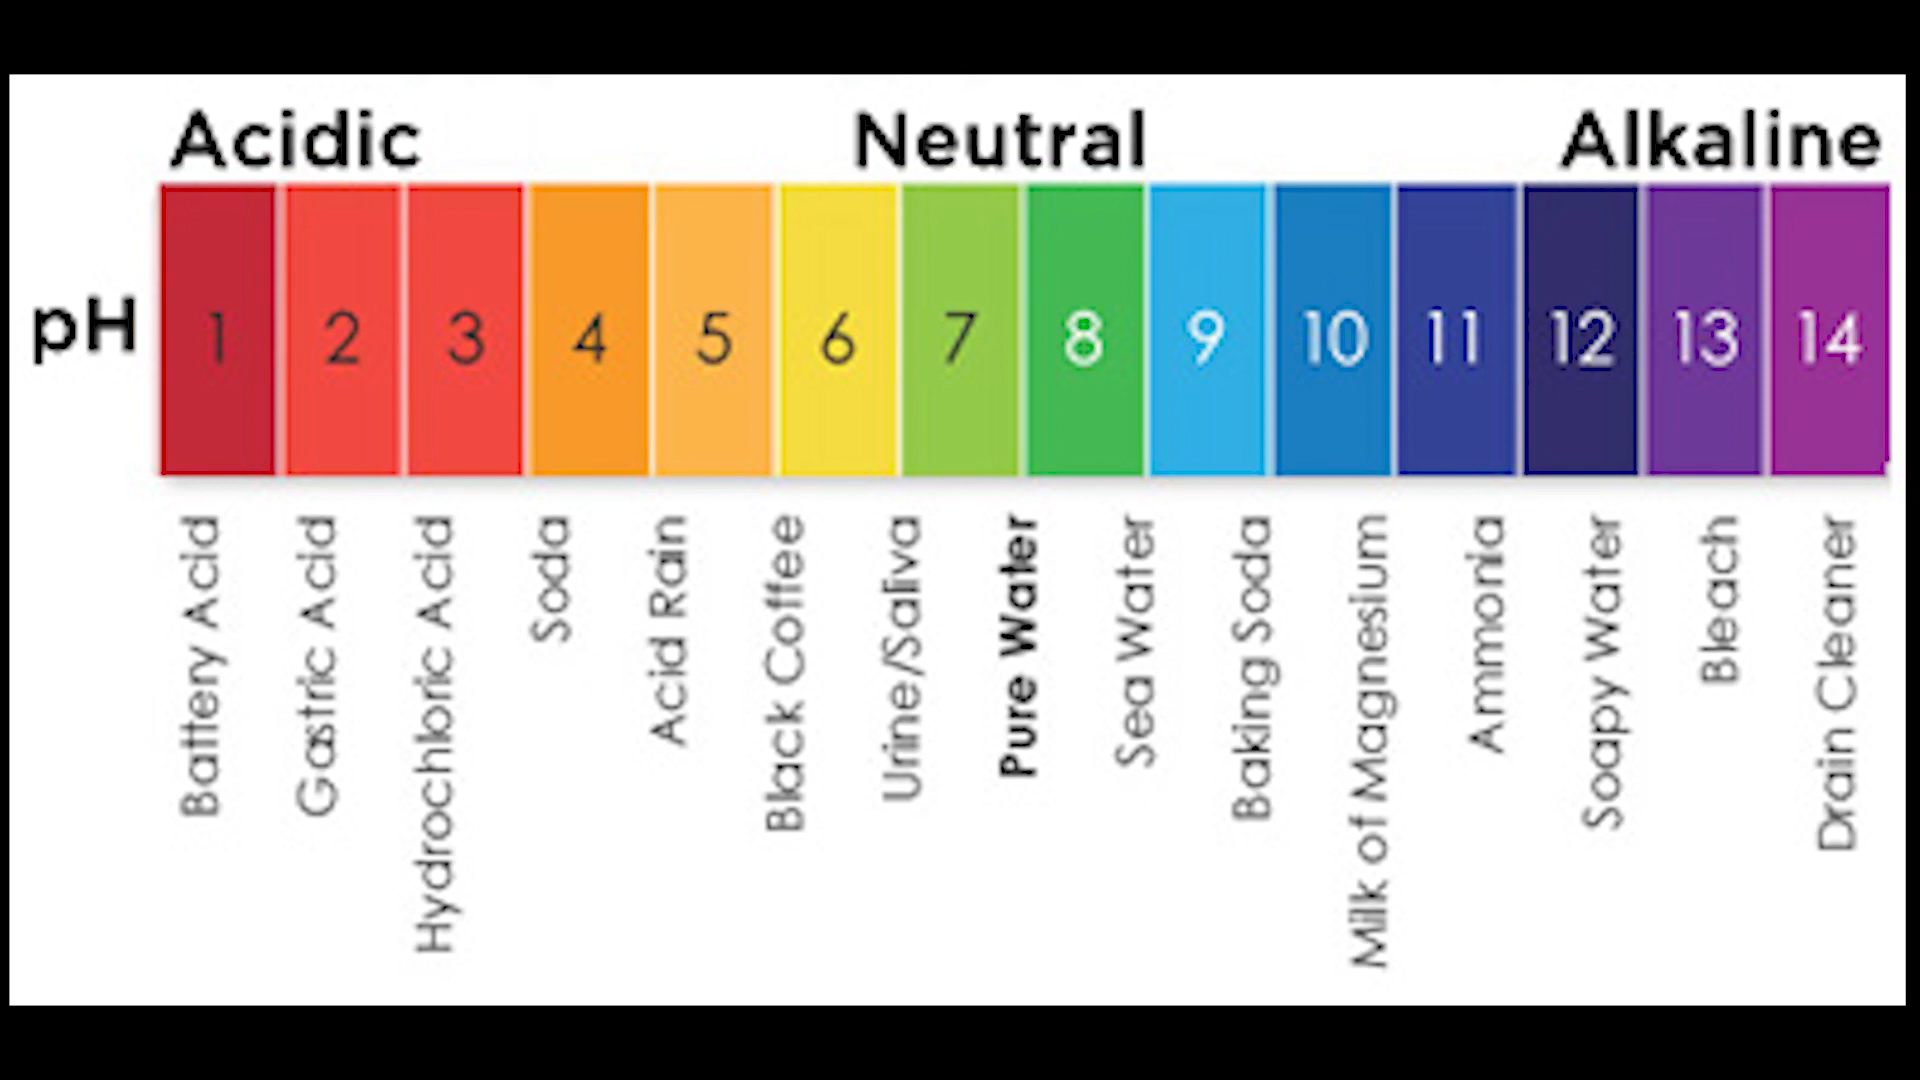 Acidic Neutral Alkaline
pH 1 2 3 4 5 6 7 8 9 10 11 12 13 14
Battery Acid
Gastric Acid
Hydrochloric Acid
Soda
Acid Rain
Black Coffee
Urine/Saliva
Pure Water
Sea Water
Baking Soda
Milk of Magnesium
Ammonia
Soapy Water
Bleach
Drain Cleaner